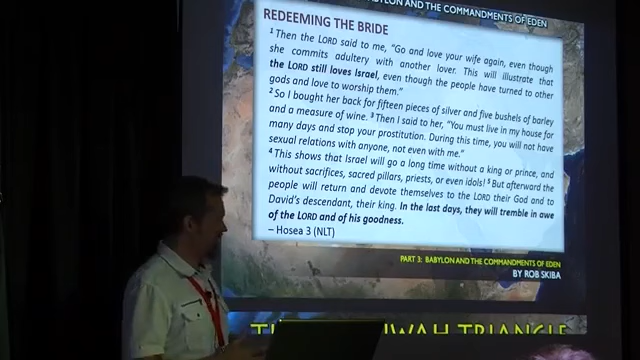 BABYLON AND THE COMMANDMENTS OF EDEN
REDEEMING THE BRIDE
1 Then the LORD said to me, "Go and love your wife again, even though
she commits adultery with another lover. This will illustrate that
the LORD still loves Israel, even though the people have turned to other
gods and love to worship them."
2 So I bought her back for fifteen pieces of silver and five bushels of barley
and a measure of wine. 3 Then I said to her, "You must live in my house for
many days and stop your prostitution. During this time, you will not have
sexual relations with anyone, not even with me."
4 This shows that Israel will go a long time without a king or prince, and
without sacrifices, sacred pillars, priests, or even idols! 5 But afterward the
people will return and devote themselves to the LORD their God and to
David's descendant, their king. In the last days, they will tremble in awe
of the LORD and of his goodness.
– Hosea 3 (NLT)
PART 3: BABYLON AND THE COMMANDMENTS OF EDEN
BY ROB SKIBA
TRIANGLE